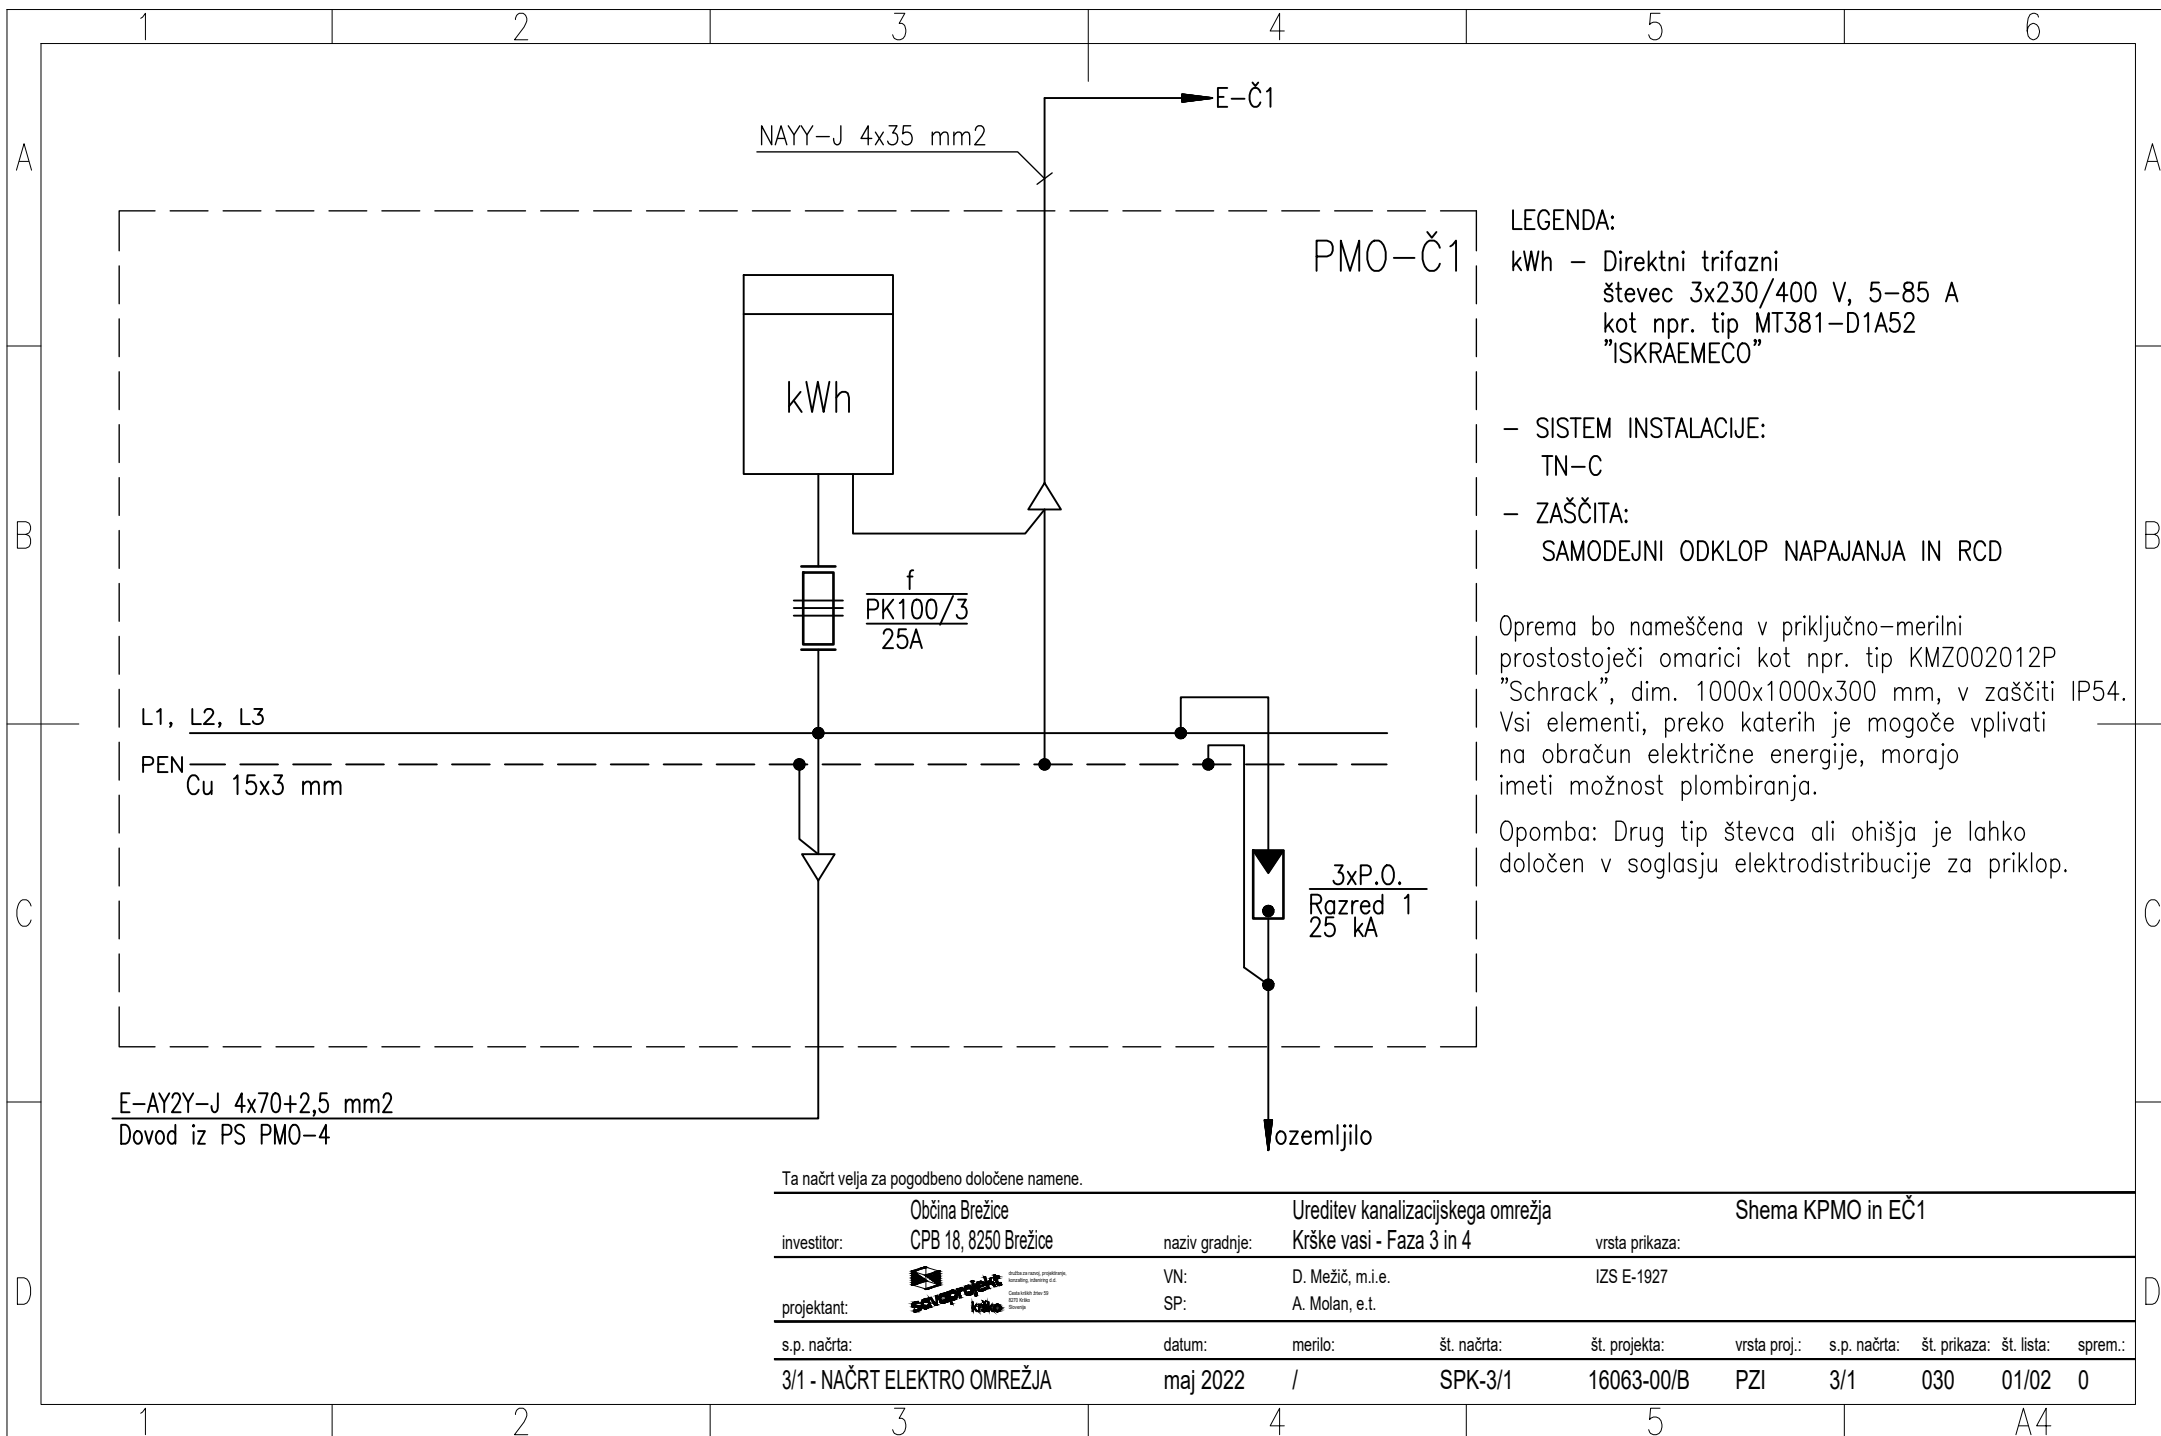 1 2 3 4 5 6
A A
B B
C C
D D
E-Č1
NAYY-J 4x35 mm2
PMO-Č1
kWh
f
PK100/3
25A
L1, L2, L3
PEN
Cu 15x3 mm
3xP.O.
Razred 1
25 kA
E-AY2Y-J 4x70+2,5 mm2
Dovod iz PS PMO-4
ozemljilo
LEGENDA:
kWh - Direktni trifazni
števec 3x230/400 V, 5-85 A
kot npr. tip MT381-D1A52
"ISKRAEMECO"
- SISTEM INSTALACIJE:
TN-C
- ZAŠČITA:
SAMODEJNI ODKLOP NAPAJANJA IN RCD
Oprema bo nameščena v priključno-merilni
prostostoječi omarici kot npr. tip KMZ002012P
"Schrack", dim. 1000x1000x300 mm, v zaščiti IP54.
Vsi elementi, preko katerih je mogoče vplivati
na obračun električne energije, morajo
imeti možnost plombiranja.
Opomba: Drug tip števca ali ohišja je lahko
določen v soglasju elektrodistribucije za priklop.
Ta načrt velja za pogodbeno določene namene.
Občina Brežice Ureditev kanalizacijskega omrežja Shema KPMO in EČ1
investitor: CPB 18, 8250 Brežice naziv gradnje: Krške vasi - Faza 3 in 4 vrsta prikaza:
savaprojekt
krško
VN: D. Mežič, m.i.e. IZS E-1927
projektant: SP: A. Molan, e.t.
s.p. načrta: datum: merilo: št. načrta: št. projekta: vrsta proj.: s.p. načrta: št. prikaza: št. lista: sprem.:
3/1 - NAČRT ELEKTRO OMREŽJA maj 2022 / SPK-3/1 16063-00/B PZI 3/1 030 01/02 0
1 2 3 4 5 A4